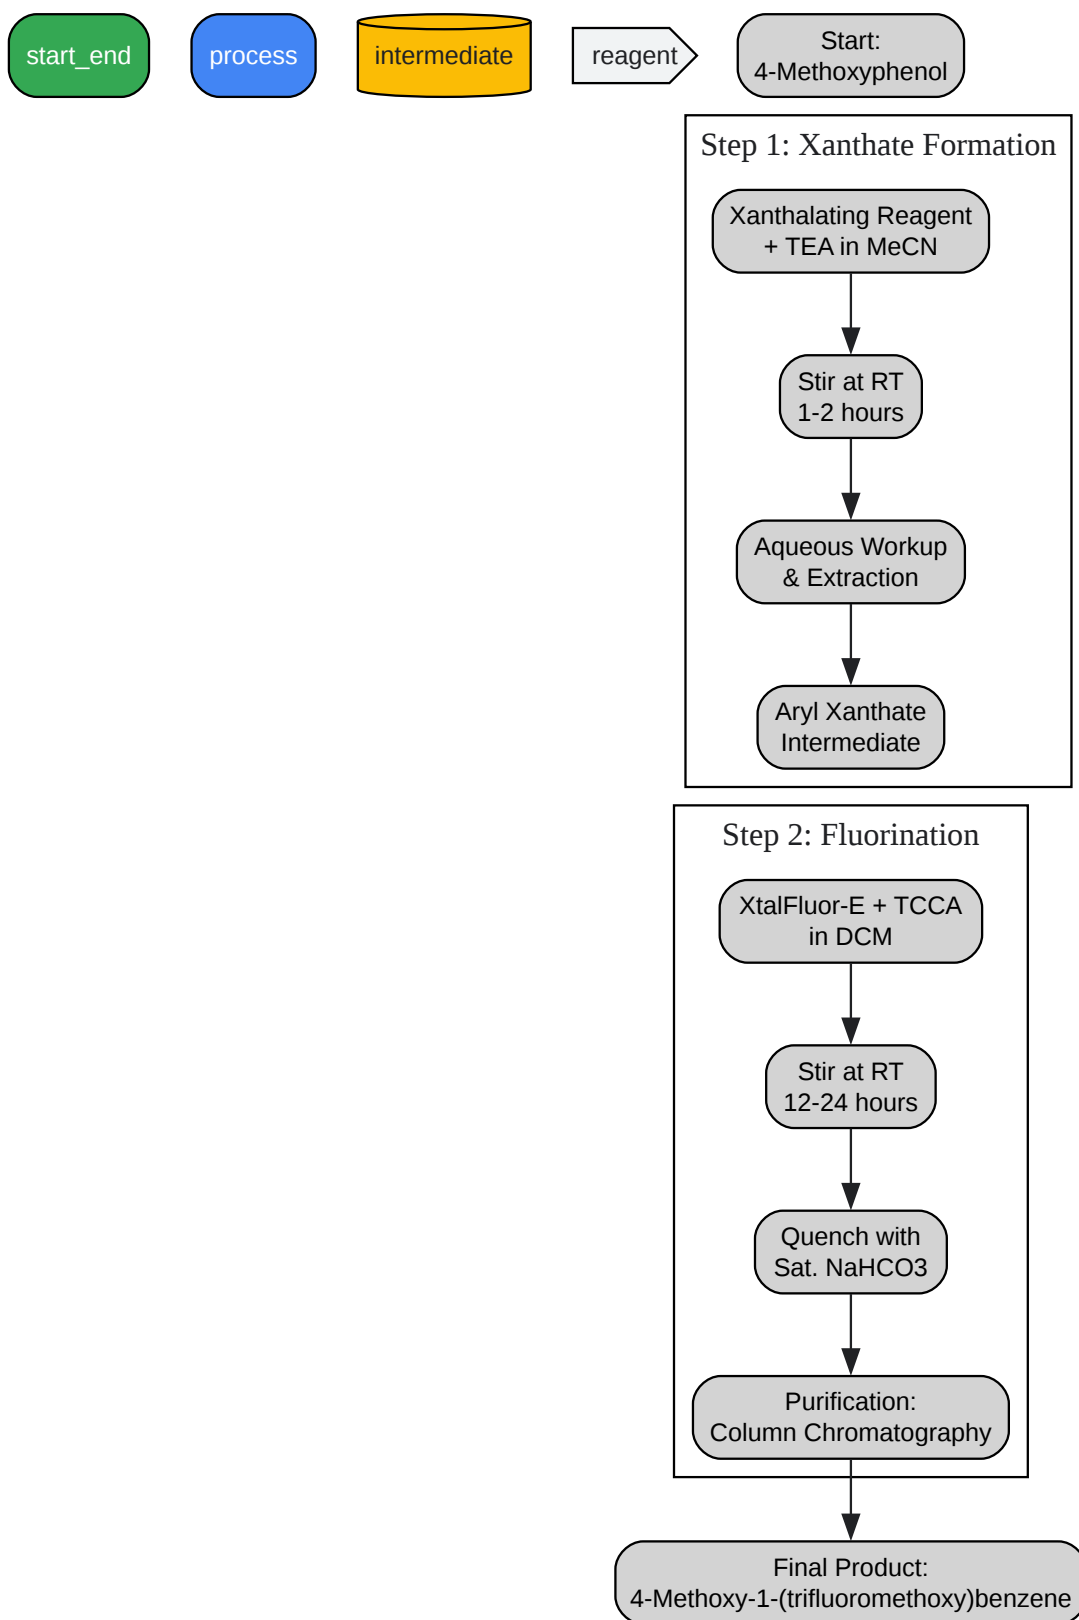 start_end
process
intermediate
reagent
Start:
4-Methoxyphenol
Step 1: Xanthate Formation
Xanthalating Reagent
+ TEA in MeCN
Stir at RT
1-2 hours
Aqueous Workup
& Extraction
Aryl Xanthate
Intermediate
Step 2: Fluorination
XtalFluor-E + TCCA
in DCM
Stir at RT
12-24 hours
Quench with
Sat. NaHCO3
Purification:
Column Chromatography
Final Product:
4-Methoxy-1-(trifluoromethoxy)benzene